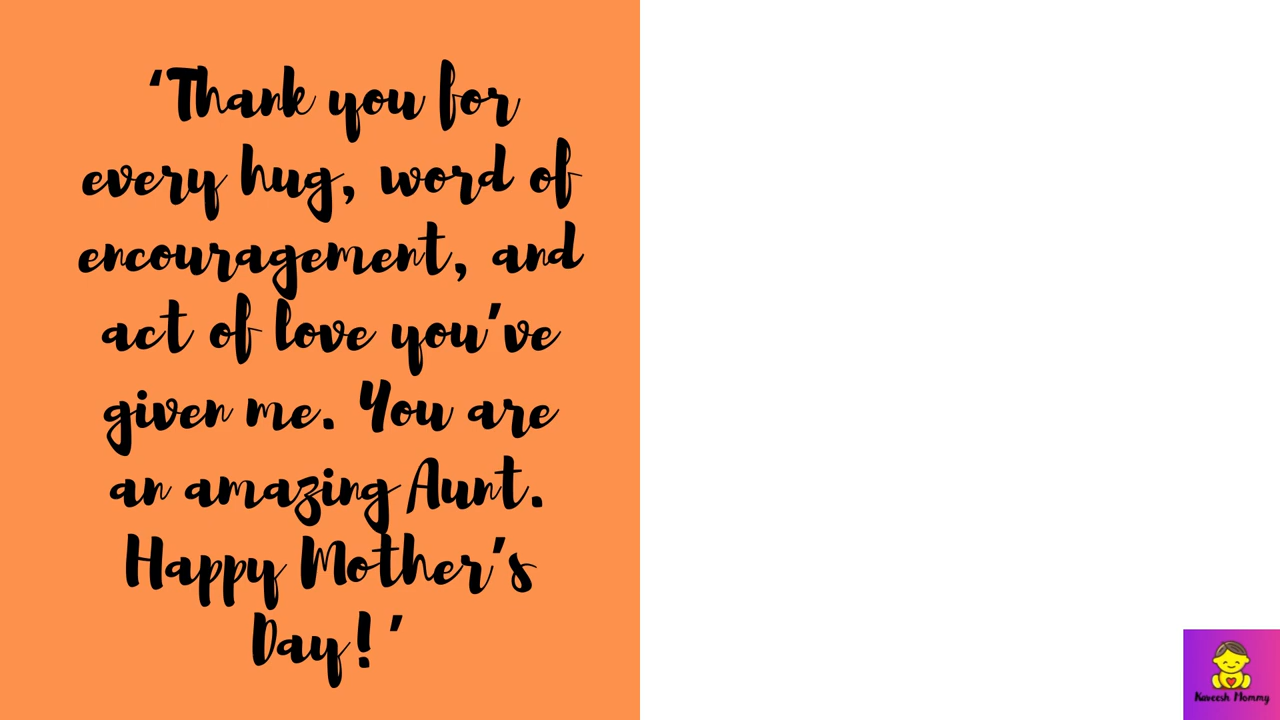 ‘Thank you for
every hug, word of
encouragement, and
act of love you’ve
given me. You are
an amazing Aunt.
Happy Mother’s
Day!’
Kaveesh Mommy